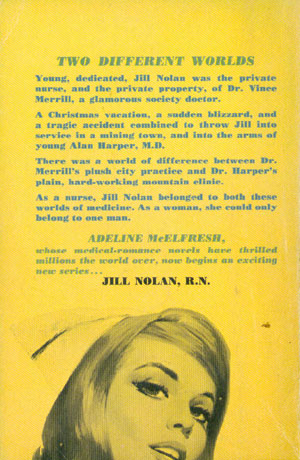 TWO DIFFERENT WORLDS
Young, dedicated, Jill Nolan was the private
nurse, and the private property, of Dr. Vince
Merrill, a glamorous society doctor.
A Christmas vacation, a sudden blizzard, and
a tragic accident combined to throw Jill into
service in a mining town, and into the arms of
young Alan Harper, M.D.
There was a world of difference between Dr.
Merrill's plush city practice and Dr. Harper's
plain, hard-working mountain clinic.
As a nurse, Jill Nolan belonged to both these
worlds of medicine. As a woman, she could only
belong to one man.
ADELINE McELFRESH,
whose medical-romance novels have thrilled
millions the world over, now begins an exciting
new series...
JILL NOLAN, R.N.